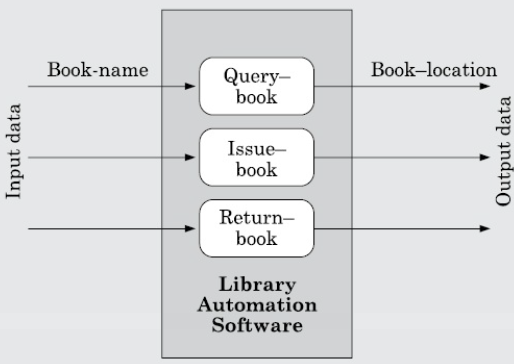 Book-name
Book–location
Query–
book
Input data
Output data
Issue–
book
Return–
book
Library
Automation
Software